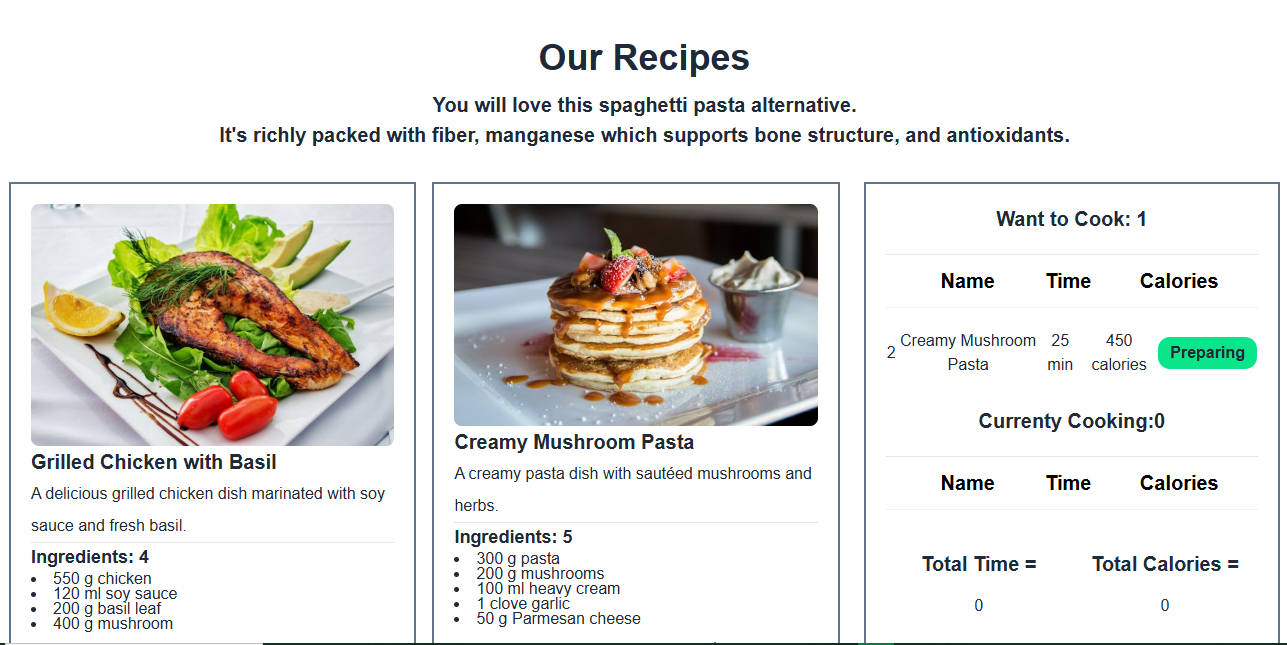 Our Recipes
You will love this spaghetti pasta alternative.
It's richly packed with fiber, manganese which supports bone structure, and antioxidants.
Grilled Chicken with Basil
A delicious grilled chicken dish marinated with soy
sauce and fresh basil.
Ingredients: 4
• 550 g chicken
• 120 ml soy sauce
• 200 g basil leaf
• 400 g mushroom
Creamy Mushroom Pasta
A creamy pasta dish with sautéed mushrooms and
herbs.
Ingredients: 5
• 300 g pasta
• 200 g mushrooms
• 100 ml heavy cream
• 1 clove garlic
• 50 g Parmesan cheese
Want to Cook: 1
Name Time Calories
2 Creamy Mushroom Pasta 25 min 450 calories Preparing
Currenty Cooking:0
Name Time Calories
Total Time = Total Calories =
0 0